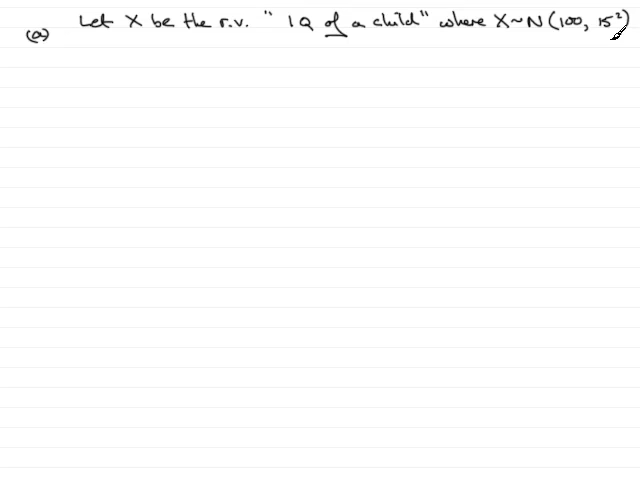 (a) Let X be the r.v. "IQ of a child" where X~N(100, 15²)